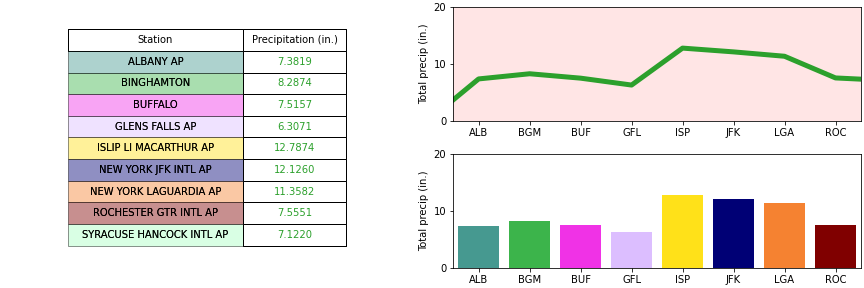 Station Precipitation (in.)
ALBANY AP 7.3819
BINGHAMTON 8.2874
BUFFALO 7.5157
GLENS FALLS AP 6.3071
ISLIP LI MACARTHUR AP 12.7874
NEW YORK JFK INTL AP 12.1260
NEW YORK LAGUARDIA AP 11.3582
ROCHESTER GTR INTL AP 7.5551
SYRACUSE HANCOCK INTL AP 7.1220
Total precip (in.)
20
10
0
ALB BGM BUF GFL ISP JFK LGA ROC
Total precip (in.)
20
10
0
ALB BGM BUF GFL ISP JFK LGA ROC